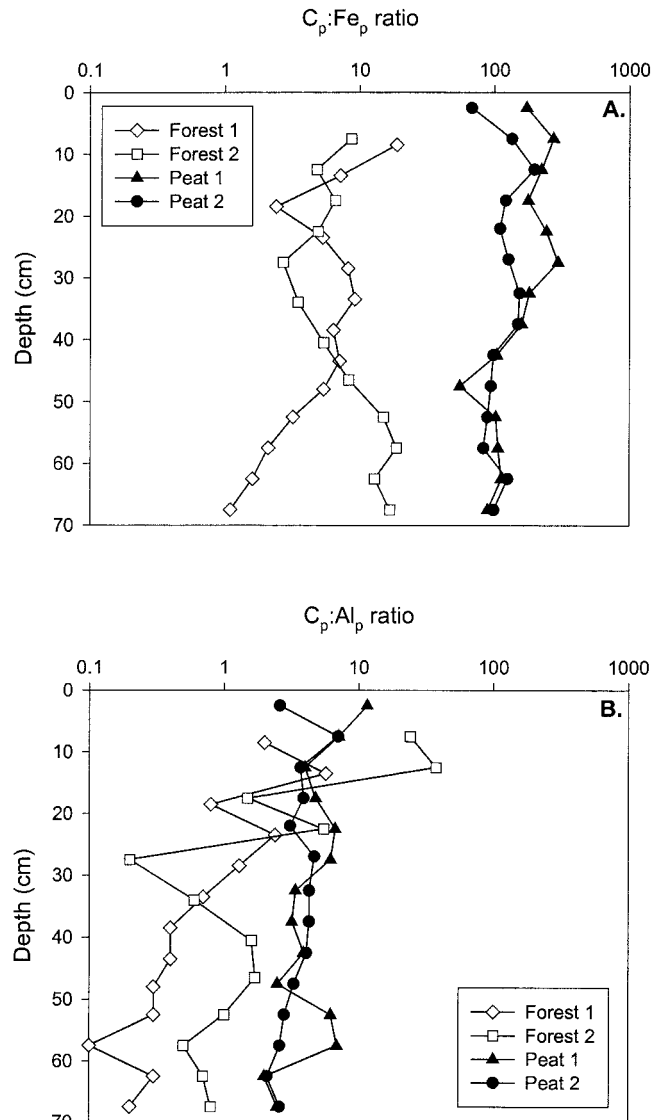 Cp:Fep ratio
0.1 1 10 100 1000
A.
0
10
20
30
40
50
60
70
Depth (cm)
Forest 1
Forest 2
Peat 1
Peat 2
Cp:Alp ratio
0.1 1 10 100 1000
B.
0
10
20
30
40
50
60
70
Depth (cm)
Forest 1
Forest 2
Peat 1
Peat 2